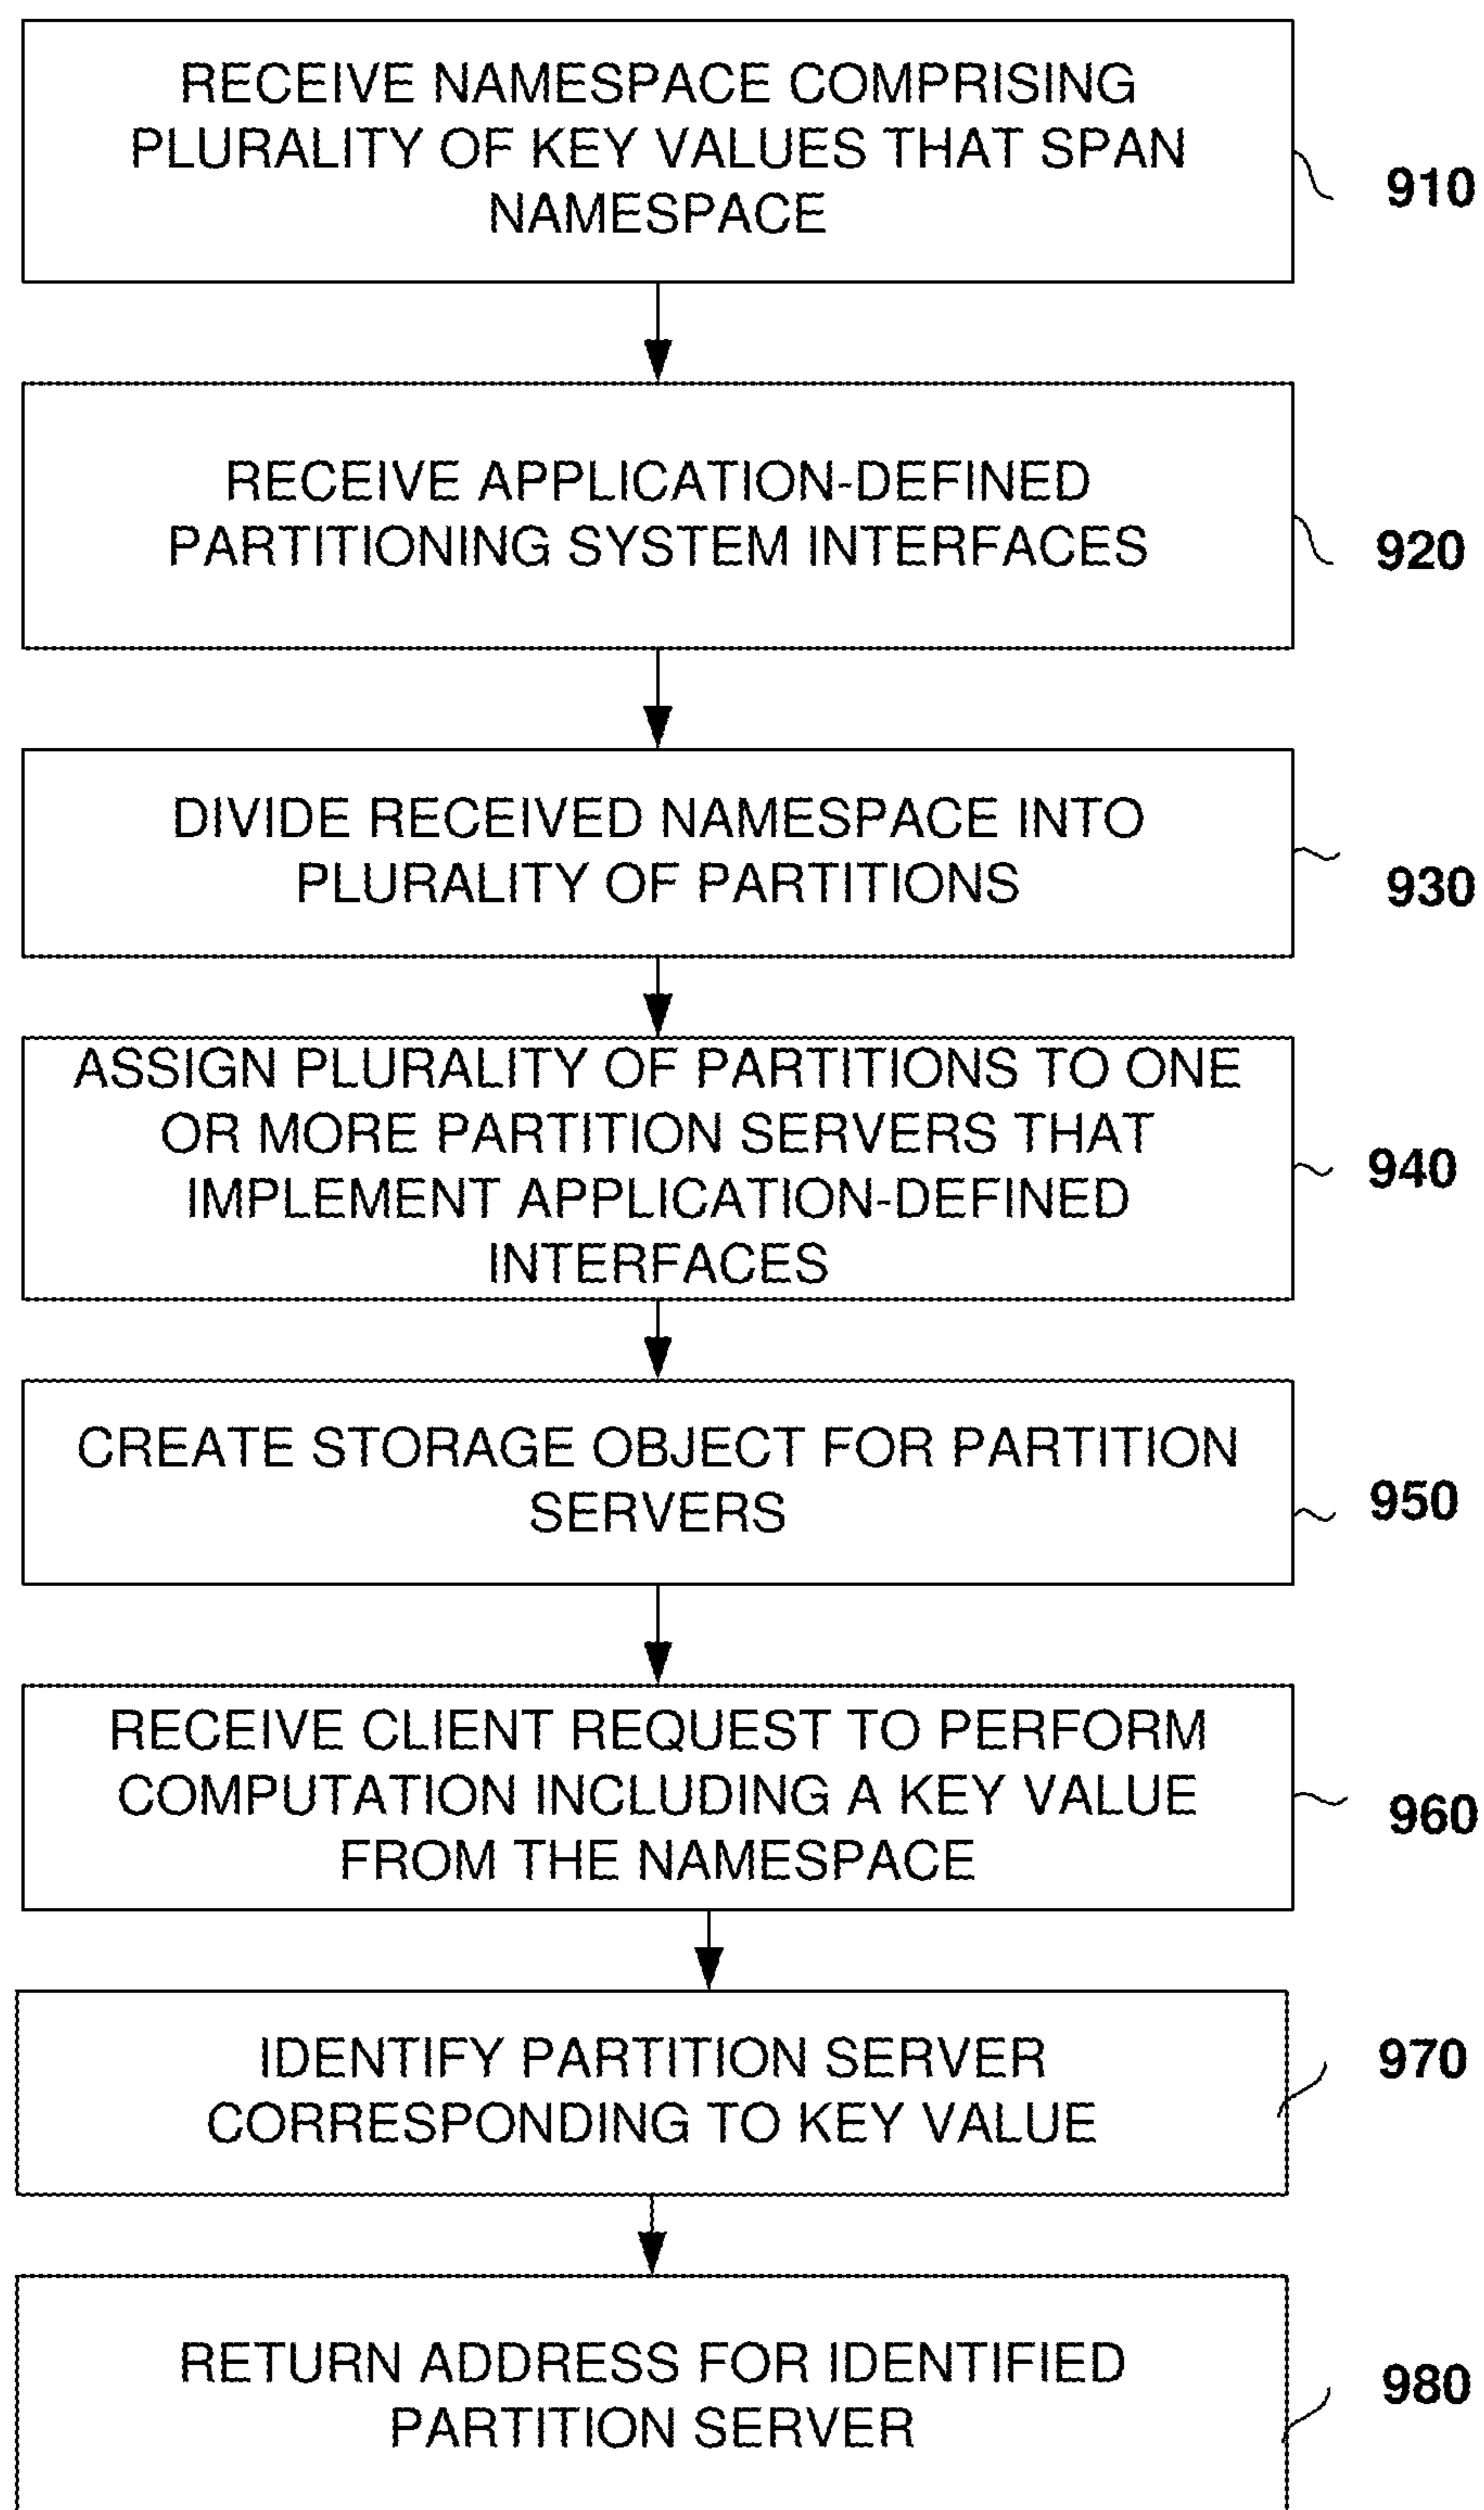 RECEIVE NAMESPACE COMPRISING
PLURALITY OF KEY VALUES THAT SPAN
NAMESPACE
910
RECEIVE APPLICATION-DEFINED
PARTITIONING SYSTEM INTERFACES
920
DIVIDE RECEIVED NAMESPACE INTO
PLURALITY OF PARTITIONS
930
ASSIGN PLURALITY OF PARTITIONS TO ONE
OR MORE PARTITION SERVERS THAT
IMPLEMENT APPLICATION-DEFINED
INTERFACES
940
CREATE STORAGE OBJECT FOR PARTITION
SERVERS
950
RECEIVE CLIENT REQUEST TO PERFORM
COMPUTATION INCLUDING A KEY VALUE
FROM THE NAMESPACE
960
IDENTIFY PARTITION SERVER
CORRESPONDING TO KEY VALUE
970
RETURN ADDRESS FOR IDENTIFIED
PARTITION SERVER
980